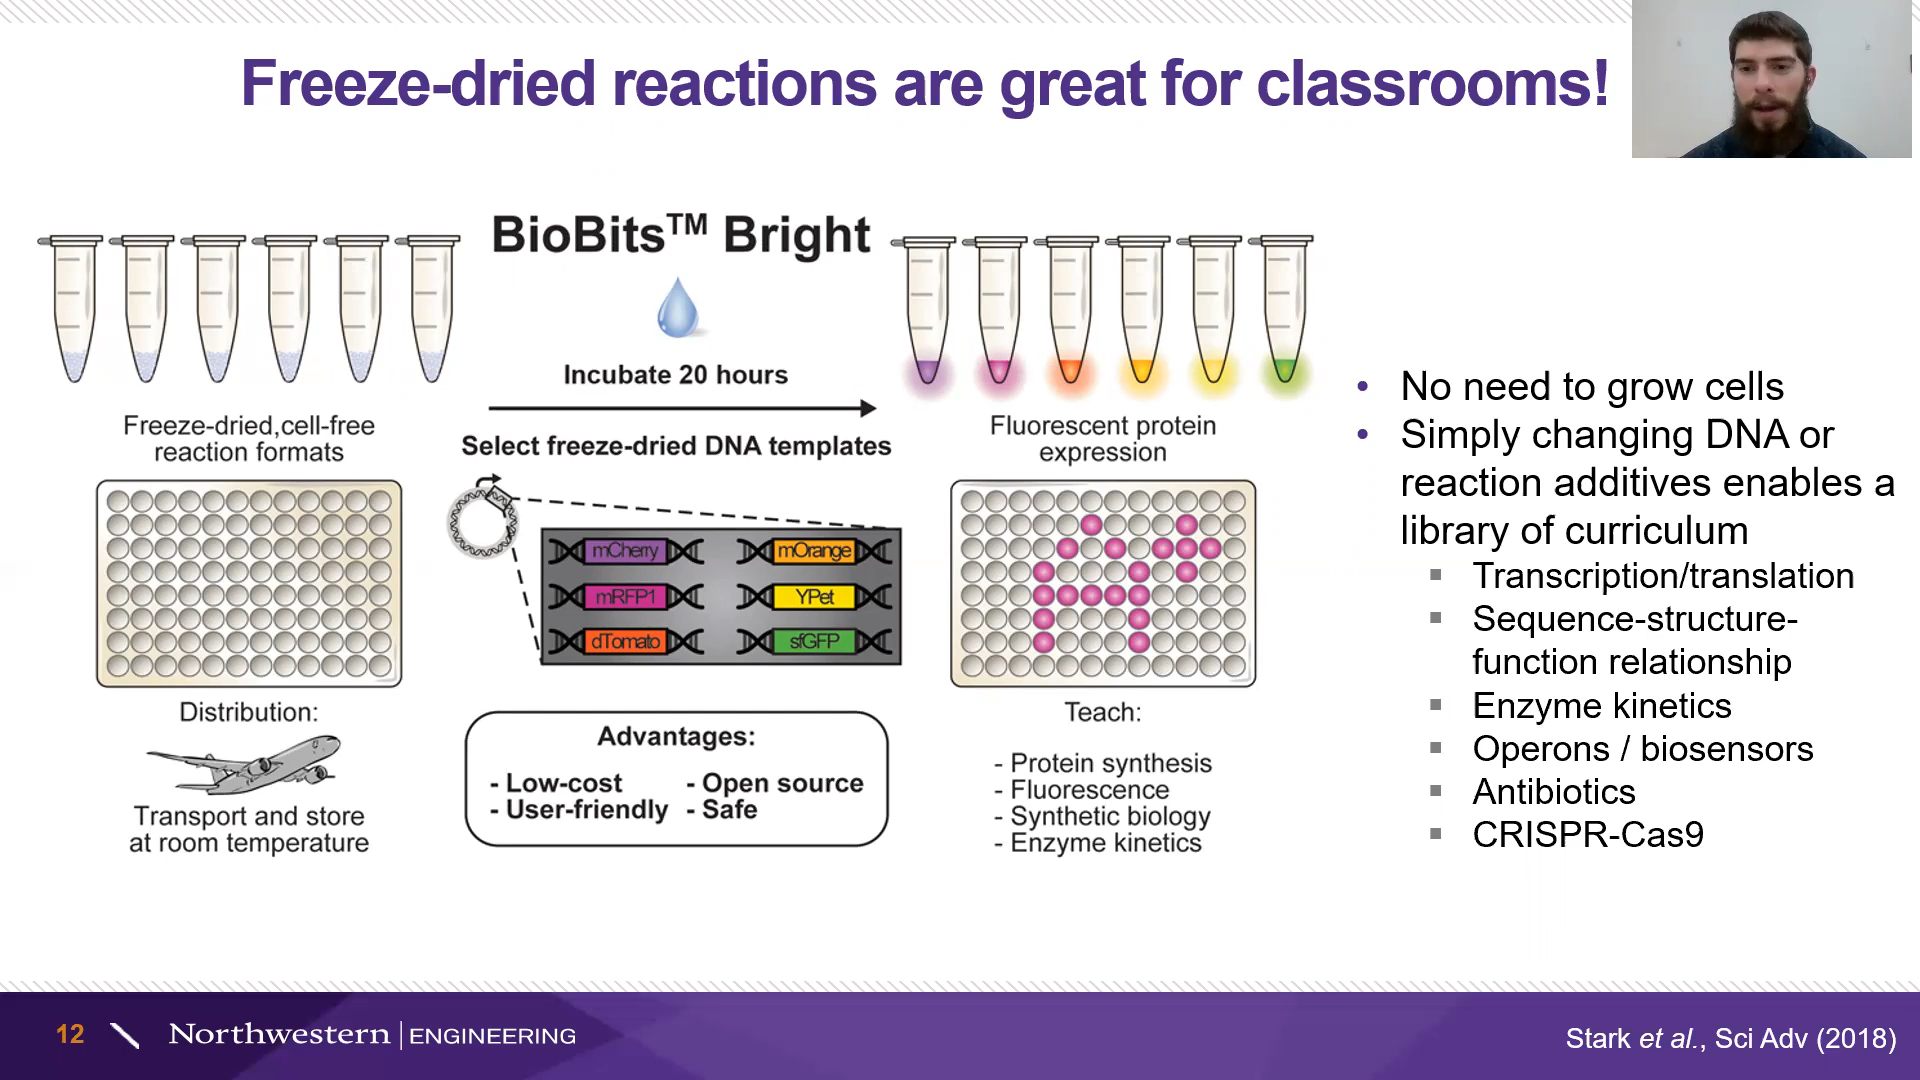 Freeze-dried reactions are great for classrooms!
BioBits™ Bright
Incubate 20 hours
Select freeze-dried DNA templates
Freeze-dried,cell-free
reaction formats
Fluorescent protein
expression
mCherry
mOrange
mRFP1
YPet
dTomato
sfGFP
Distribution:
Transport and store
at room temperature
Advantages:
- Low-cost - Open source
- User-friendly - Safe
Teach:
- Protein synthesis
- Fluorescence
- Synthetic biology
- Enzyme kinetics
• No need to grow cells
• Simply changing DNA or
reaction additives enables a
library of curriculum
▪ Transcription/translation
▪ Sequence-structure-
function relationship
▪ Enzyme kinetics
▪ Operons / biosensors
▪ Antibiotics
▪ CRISPR-Cas9
12
Northwestern | ENGINEERING
Stark et al., Sci Adv (2018)